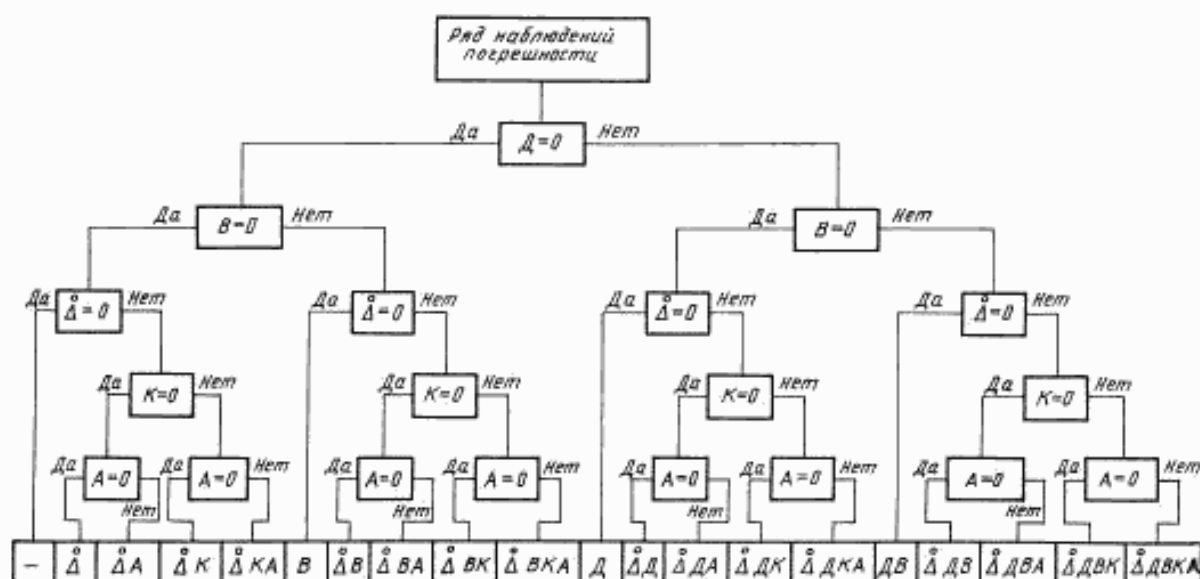 Ряд наблюдений
погрешности
Да Д=0 Нет
Да В=0 Нет Да В=0 Нет
Да Δ̊=0 Нет Да Δ̊=0 Нет Да Δ̊=0 Нет Да Δ̊=0 Нет
Да К=0 Нет Да К=0 Нет Да К=0 Нет Да К=0 Нет
Да А=0 Нет Да А=0 Нет Да А=0 Нет Да А=0 Нет Да А=0 Нет Да А=0 Нет Да А=0 Нет Да А=0 Нет
– Δ̊ Δ̊А Δ̊К Δ̊КА В Δ̊В Δ̊ВА Δ̊ВК Δ̊ВКА Д Δ̊Д Δ̊ДА Δ̊ДК Δ̊ДКА ДВ Δ̊ДВ Δ̊ДВА Δ̊ДВК Δ̊ДВКА